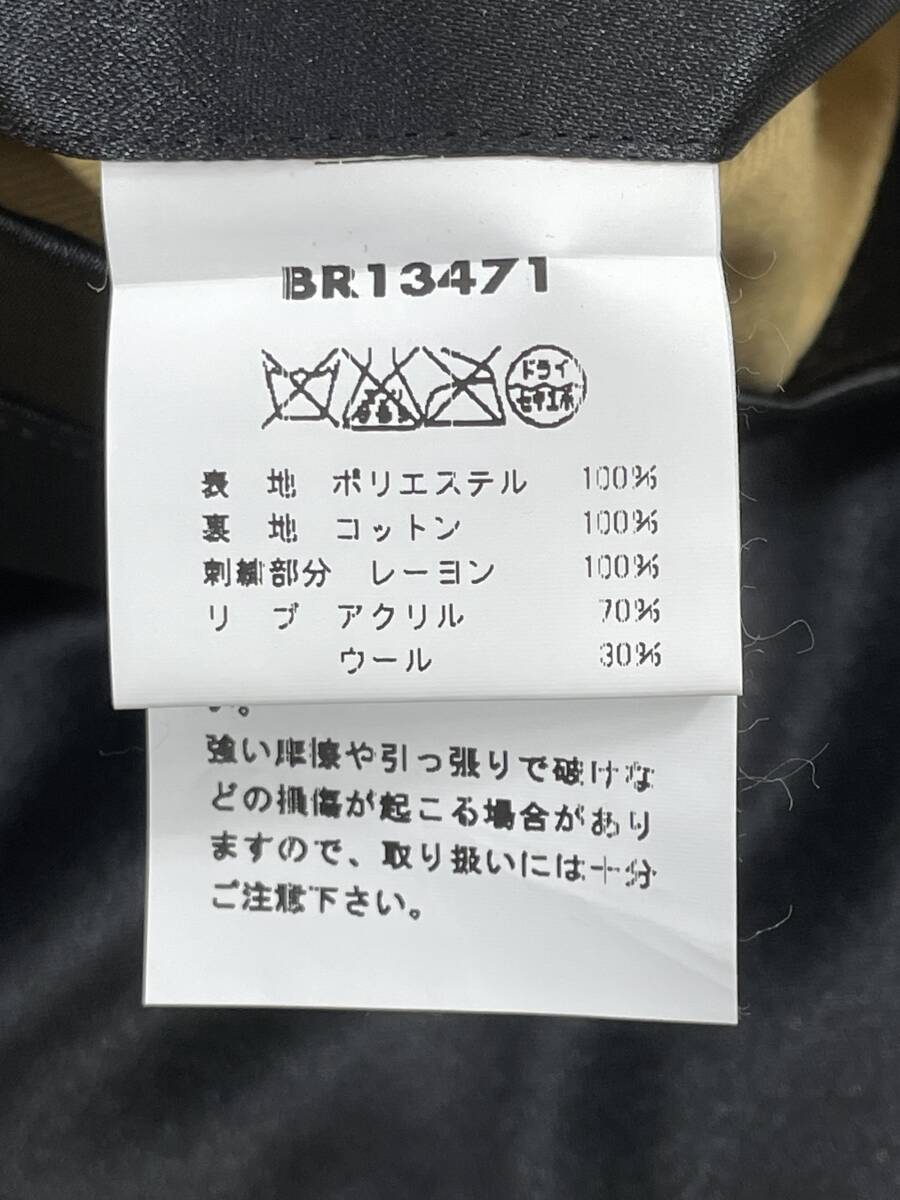 BR13471
ドライ
セキユ系
表 地 ポリエステル 100%
裏 地 コットン 100%
刺繍部分 レーヨン 100%
リ ブ アクリル 70%
ウール 30%
い。
強い摩擦や引っ張りで破けな
どの損傷が起こる場合があり
ますので、取り扱いには十分
ご注意下さい。